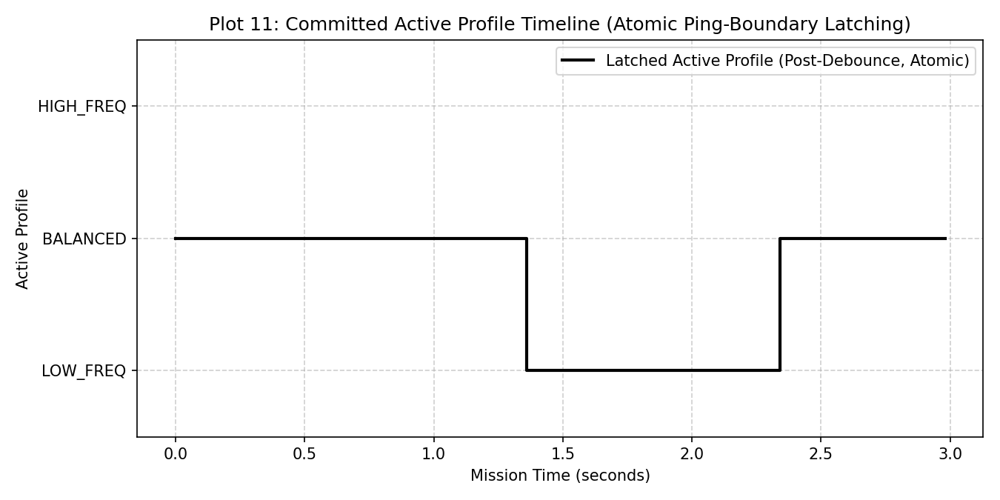 Plot 11: Committed Active Profile Timeline (Atomic Ping-Boundary Latching)
Latched Active Profile (Post-Debounce, Atomic)
HIGH_FREQ
BALANCED
LOW_FREQ
Active Profile
0.0 0.5 1.0 1.5 2.0 2.5 3.0
Mission Time (seconds)